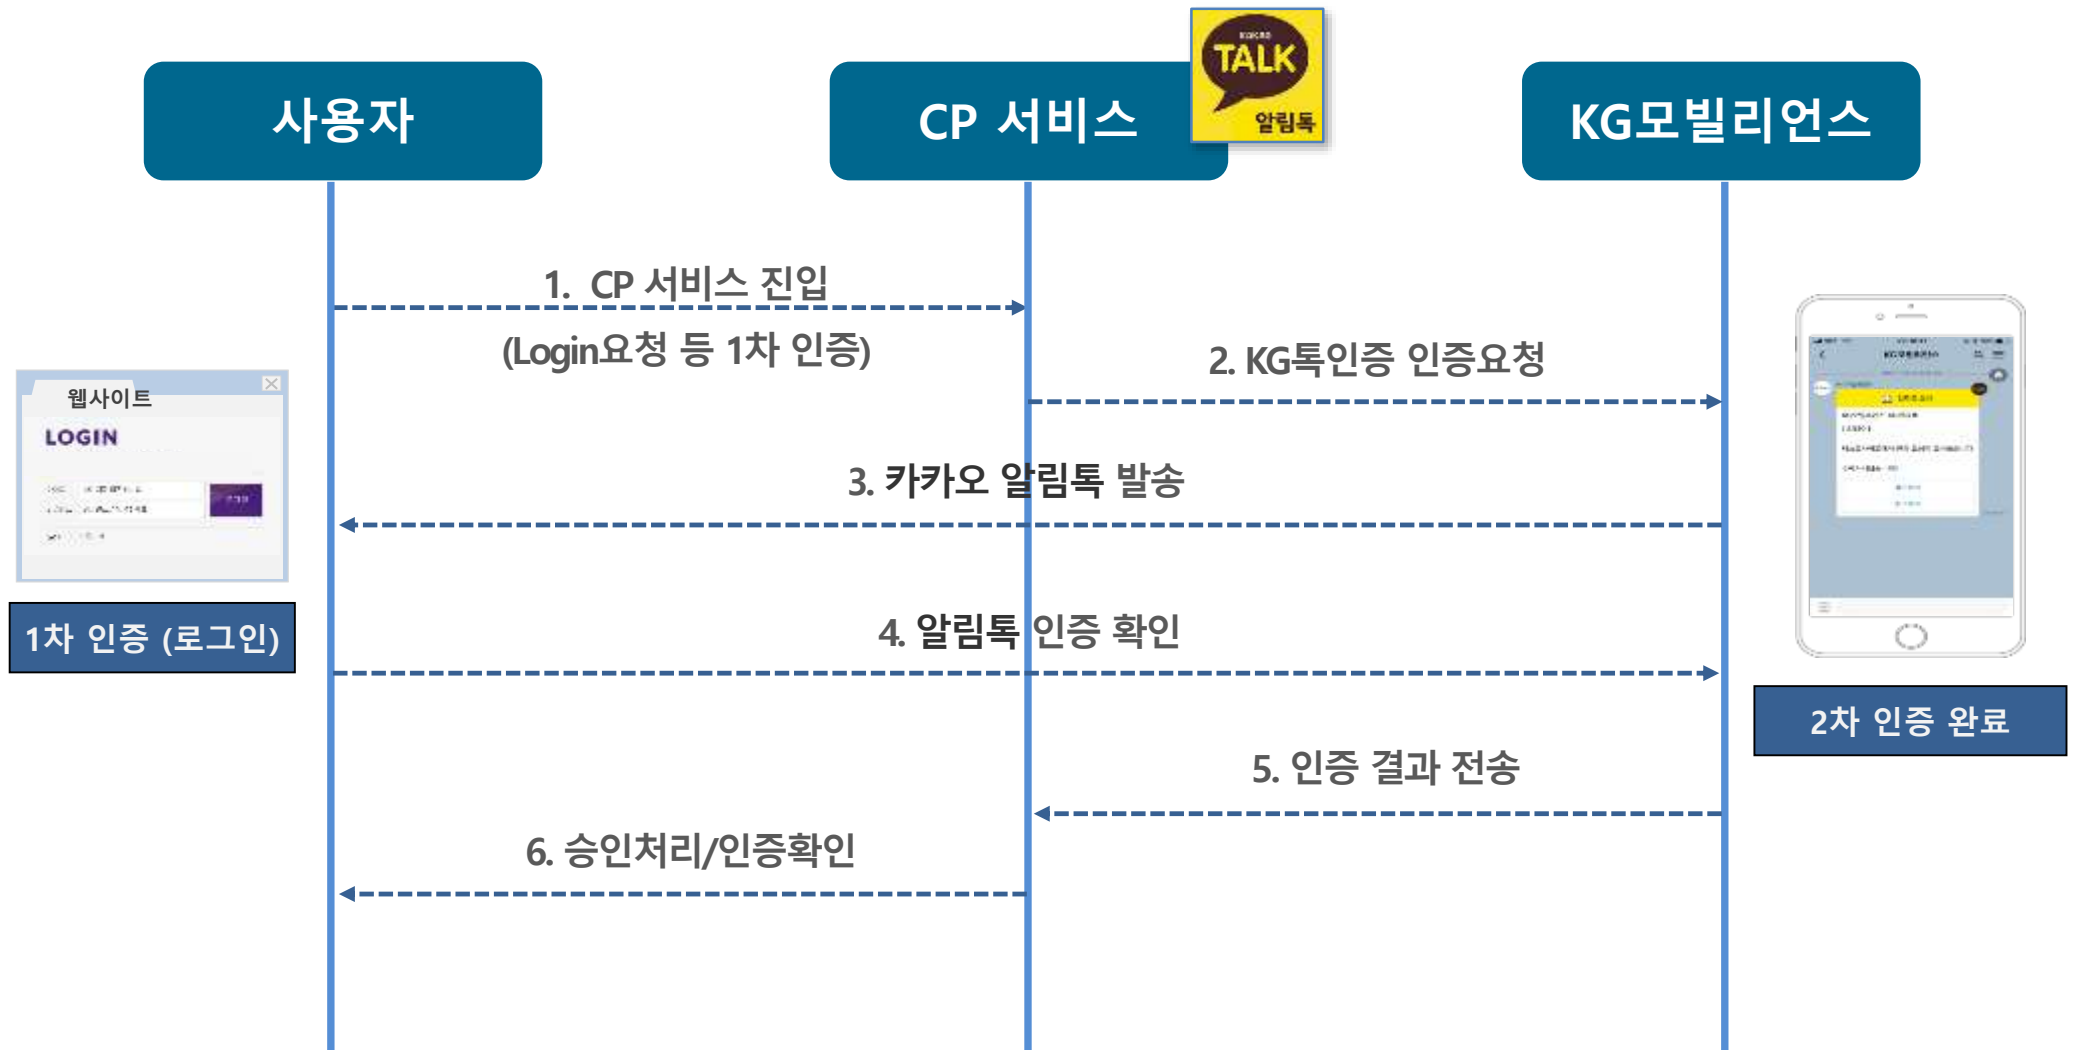 사용자
CP 서비스
TALK
알림톡
KG모빌리언스
1. CP 서비스 진입
(Login요청 등 1차 인증)
2. KG톡인증 인증요청
웹사이트
LOGIN
3. 카카오 알림톡 발송
1차 인증 (로그인)
4. 알림톡 인증 확인
2차 인증 완료
5. 인증 결과 전송
6. 승인처리/인증확인